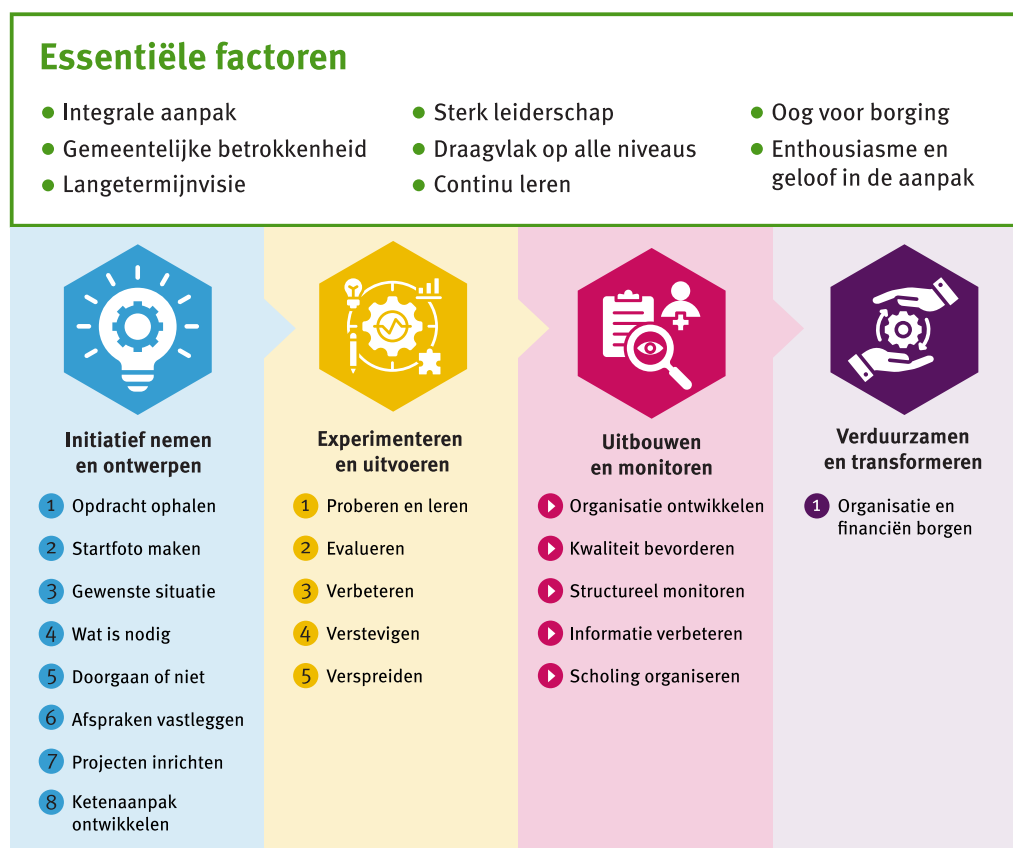 Essentiële factoren
• Integrale aanpak
• Gemeentelijke betrokkenheid
• Langetermijnvisie
• Sterk leiderschap
• Draagvlak op alle niveaus
• Continu leren
• Oog voor borging
• Enthousiasme en
geloof in de aanpak
Initiatief nemen
en ontwerpen
1 Opdracht ophalen
2 Startfoto maken
3 Gewenste situatie
4 Wat is nodig
5 Doorgaan of niet
6 Afspraken vastleggen
7 Projecten inrichten
8 Ketenaanpak
ontwikkelen
Experimenteren
en uitvoeren
1 Proberen en leren
2 Evalueren
3 Verbeteren
4 Verstevigen
5 Verspreiden
Uitbouwen
en monitoren
Organisatie ontwikkelen
Kwaliteit bevorderen
Structureel monitoren
Informatie verbeteren
Scholing organiseren
Verduurzamen
en transformeren
1 Organisatie en
financiën borgen